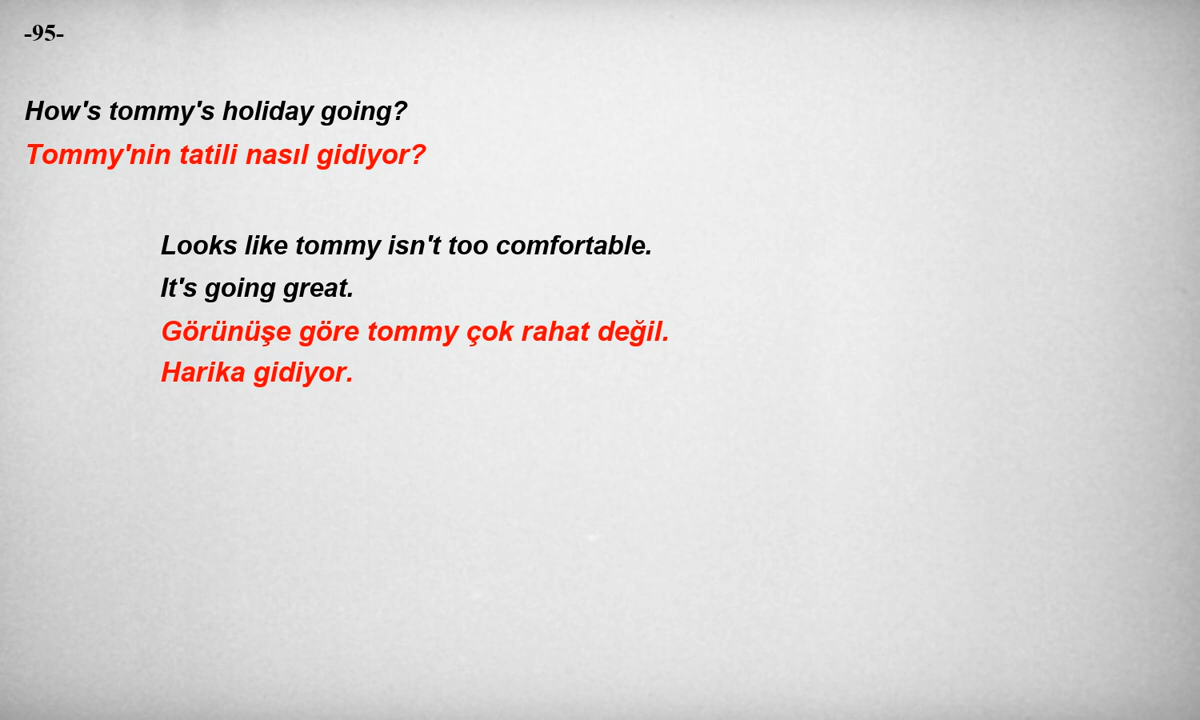 -95-
How's tommy's holiday going?
Tommy'nin tatili nasıl gidiyor?
Looks like tommy isn't too comfortable.
It's going great.
Görünüşe göre tommy çok rahat değil.
Harika gidiyor.